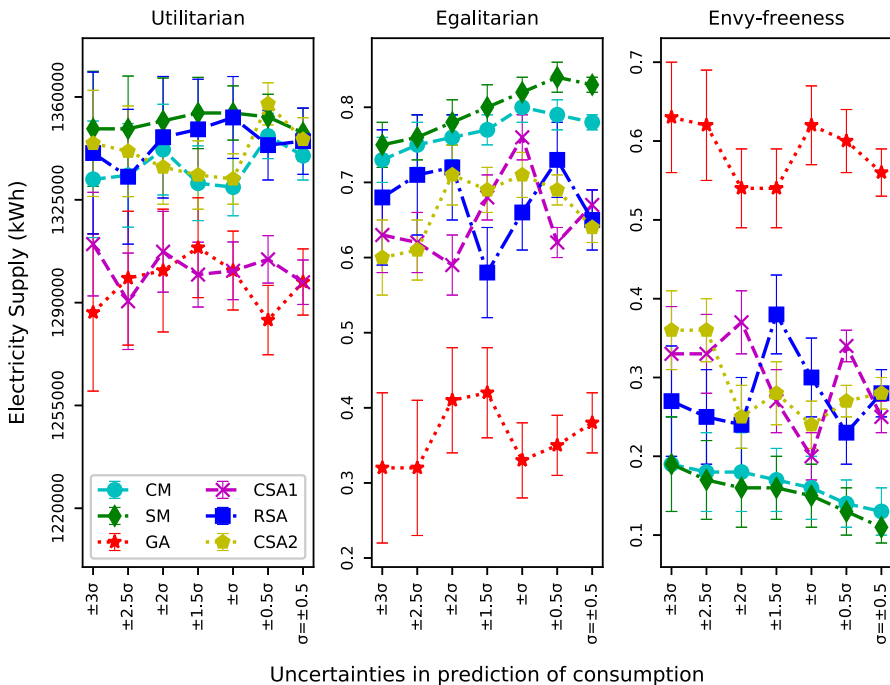 Utilitarian
Egalitarian
Envy-freeness
Electricity Supply (kWh)
1360000
1325000
1290000
1255000
1220000
0.8
0.7
0.6
0.5
0.4
0.3
0.2
0.7
0.6
0.5
0.4
0.3
0.2
0.1
CM
SM
GA
CSA1
RSA
CSA2
±3σ
±2.5σ
±2σ
±1.5σ
±σ
±0.5σ
σ=±0.5
±3σ
±2.5σ
±2σ
±1.5σ
±σ
±0.5σ
σ=±0.5
±3σ
±2.5σ
±2σ
±1.5σ
±σ
±0.5σ
σ=±0.5
Uncertainties in prediction of consumption